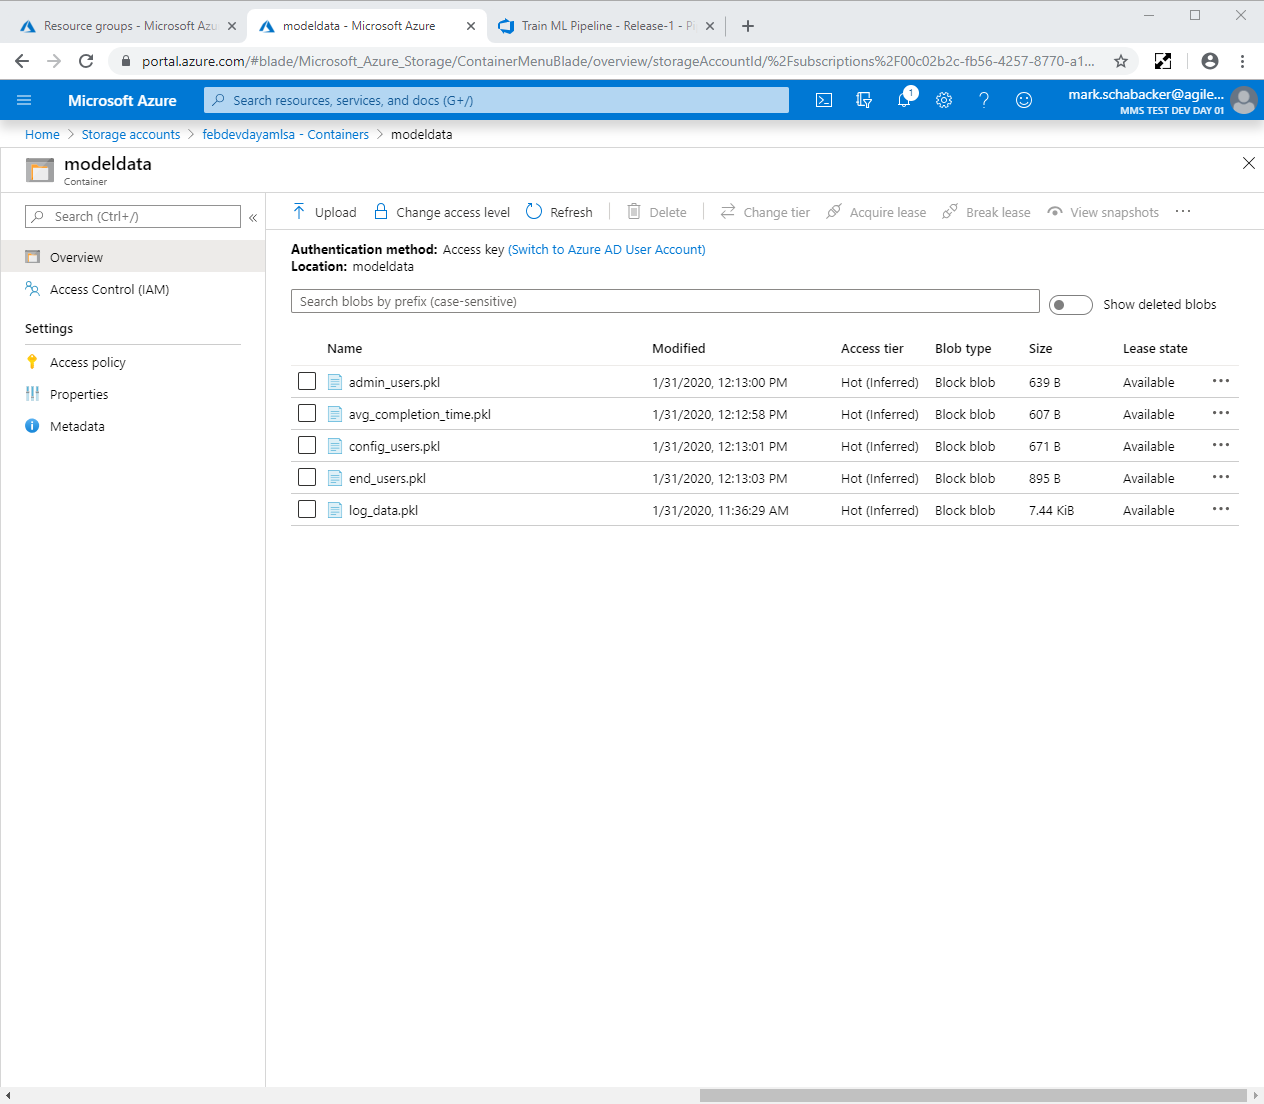 Resource groups - Microsoft Azu
modeldata - Microsoft Azure
Train ML Pipeline - Release-1 - Pi
portal.azure.com/#blade/Microsoft_Azure_Storage/ContainerMenuBlade/overview/storageAccountId/%2Fsubscriptions%2F00c02b2c-fb56-4257-8770-a1...
Microsoft Azure
Search resources, services, and docs (G+/)
1
mark.schabacker@agile...
MMS TEST DEV DAY 01
Home > Storage accounts > febdevdayamlsa - Containers > modeldata
modeldata
Container
Search (Ctrl+/)
«
Overview
Access Control (IAM)
Settings
Access policy
Properties
Metadata
Upload Change access level Refresh Delete Change tier Acquire lease Break lease View snapshots ...
Authentication method: Access key (Switch to Azure AD User Account)
Location: modeldata
Search blobs by prefix (case-sensitive)
Show deleted blobs
Name Modified Access tier Blob type Size Lease state
admin_users.pkl 1/31/2020, 12:13:00 PM Hot (Inferred) Block blob 639 B Available ...
avg_completion_time.pkl 1/31/2020, 12:12:58 PM Hot (Inferred) Block blob 607 B Available ...
config_users.pkl 1/31/2020, 12:13:01 PM Hot (Inferred) Block blob 671 B Available ...
end_users.pkl 1/31/2020, 12:13:03 PM Hot (Inferred) Block blob 895 B Available ...
log_data.pkl 1/31/2020, 11:36:29 AM Hot (Inferred) Block blob 7.44 KiB Available ...